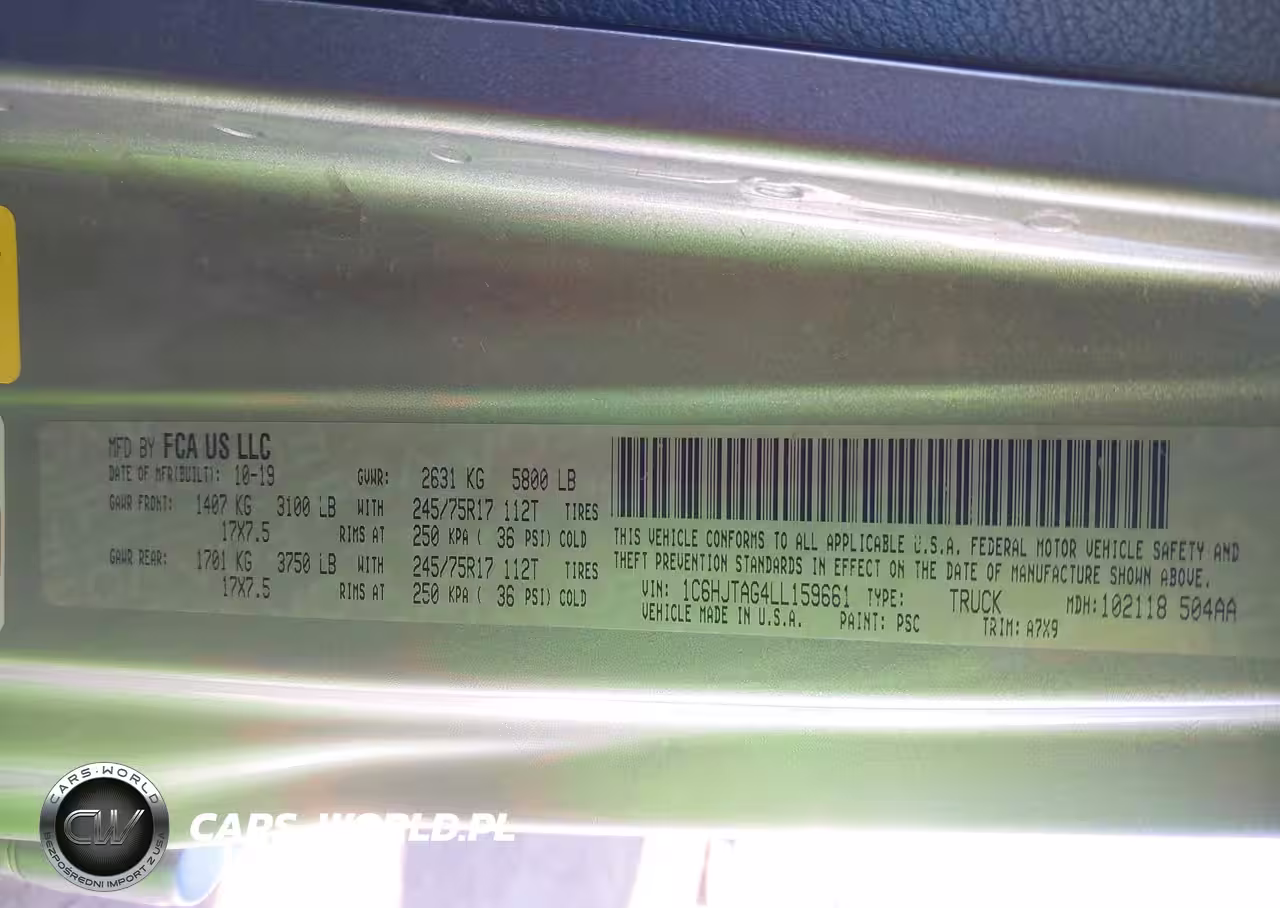 MFD BY FCA US LLC
DATE OF MFR(BUILT): 10-19 GVWR: 2631 KG 5800 LB
GAWR FRONT: 1407 KG 3100 LB WITH 245/75R17 112T TIRES
17X7.5 RIMS AT 250 KPA ( 36 PSI) COLD
GAWR REAR: 1701 KG 3750 LB WITH 245/75R17 112T TIRES
17X7.5 RIMS AT 250 KPA ( 36 PSI) COLD
THIS VEHICLE CONFORMS TO ALL APPLICABLE U.S.A. FEDERAL MOTOR VEHICLE SAFETY AND
THEFT PREVENTION STANDARDS IN EFFECT ON THE DATE OF MANUFACTURE SHOWN ABOVE.
VIN: 1C6HJTAG4LL159661 TYPE: TRUCK MDH:102118 504AA
VEHICLE MADE IN U.S.A. PAINT: PSC TRIM: A7X9
CARS·WORLD
CW
BEZPOŚREDNI IMPORT Z USA
CARS-WORLD.PL